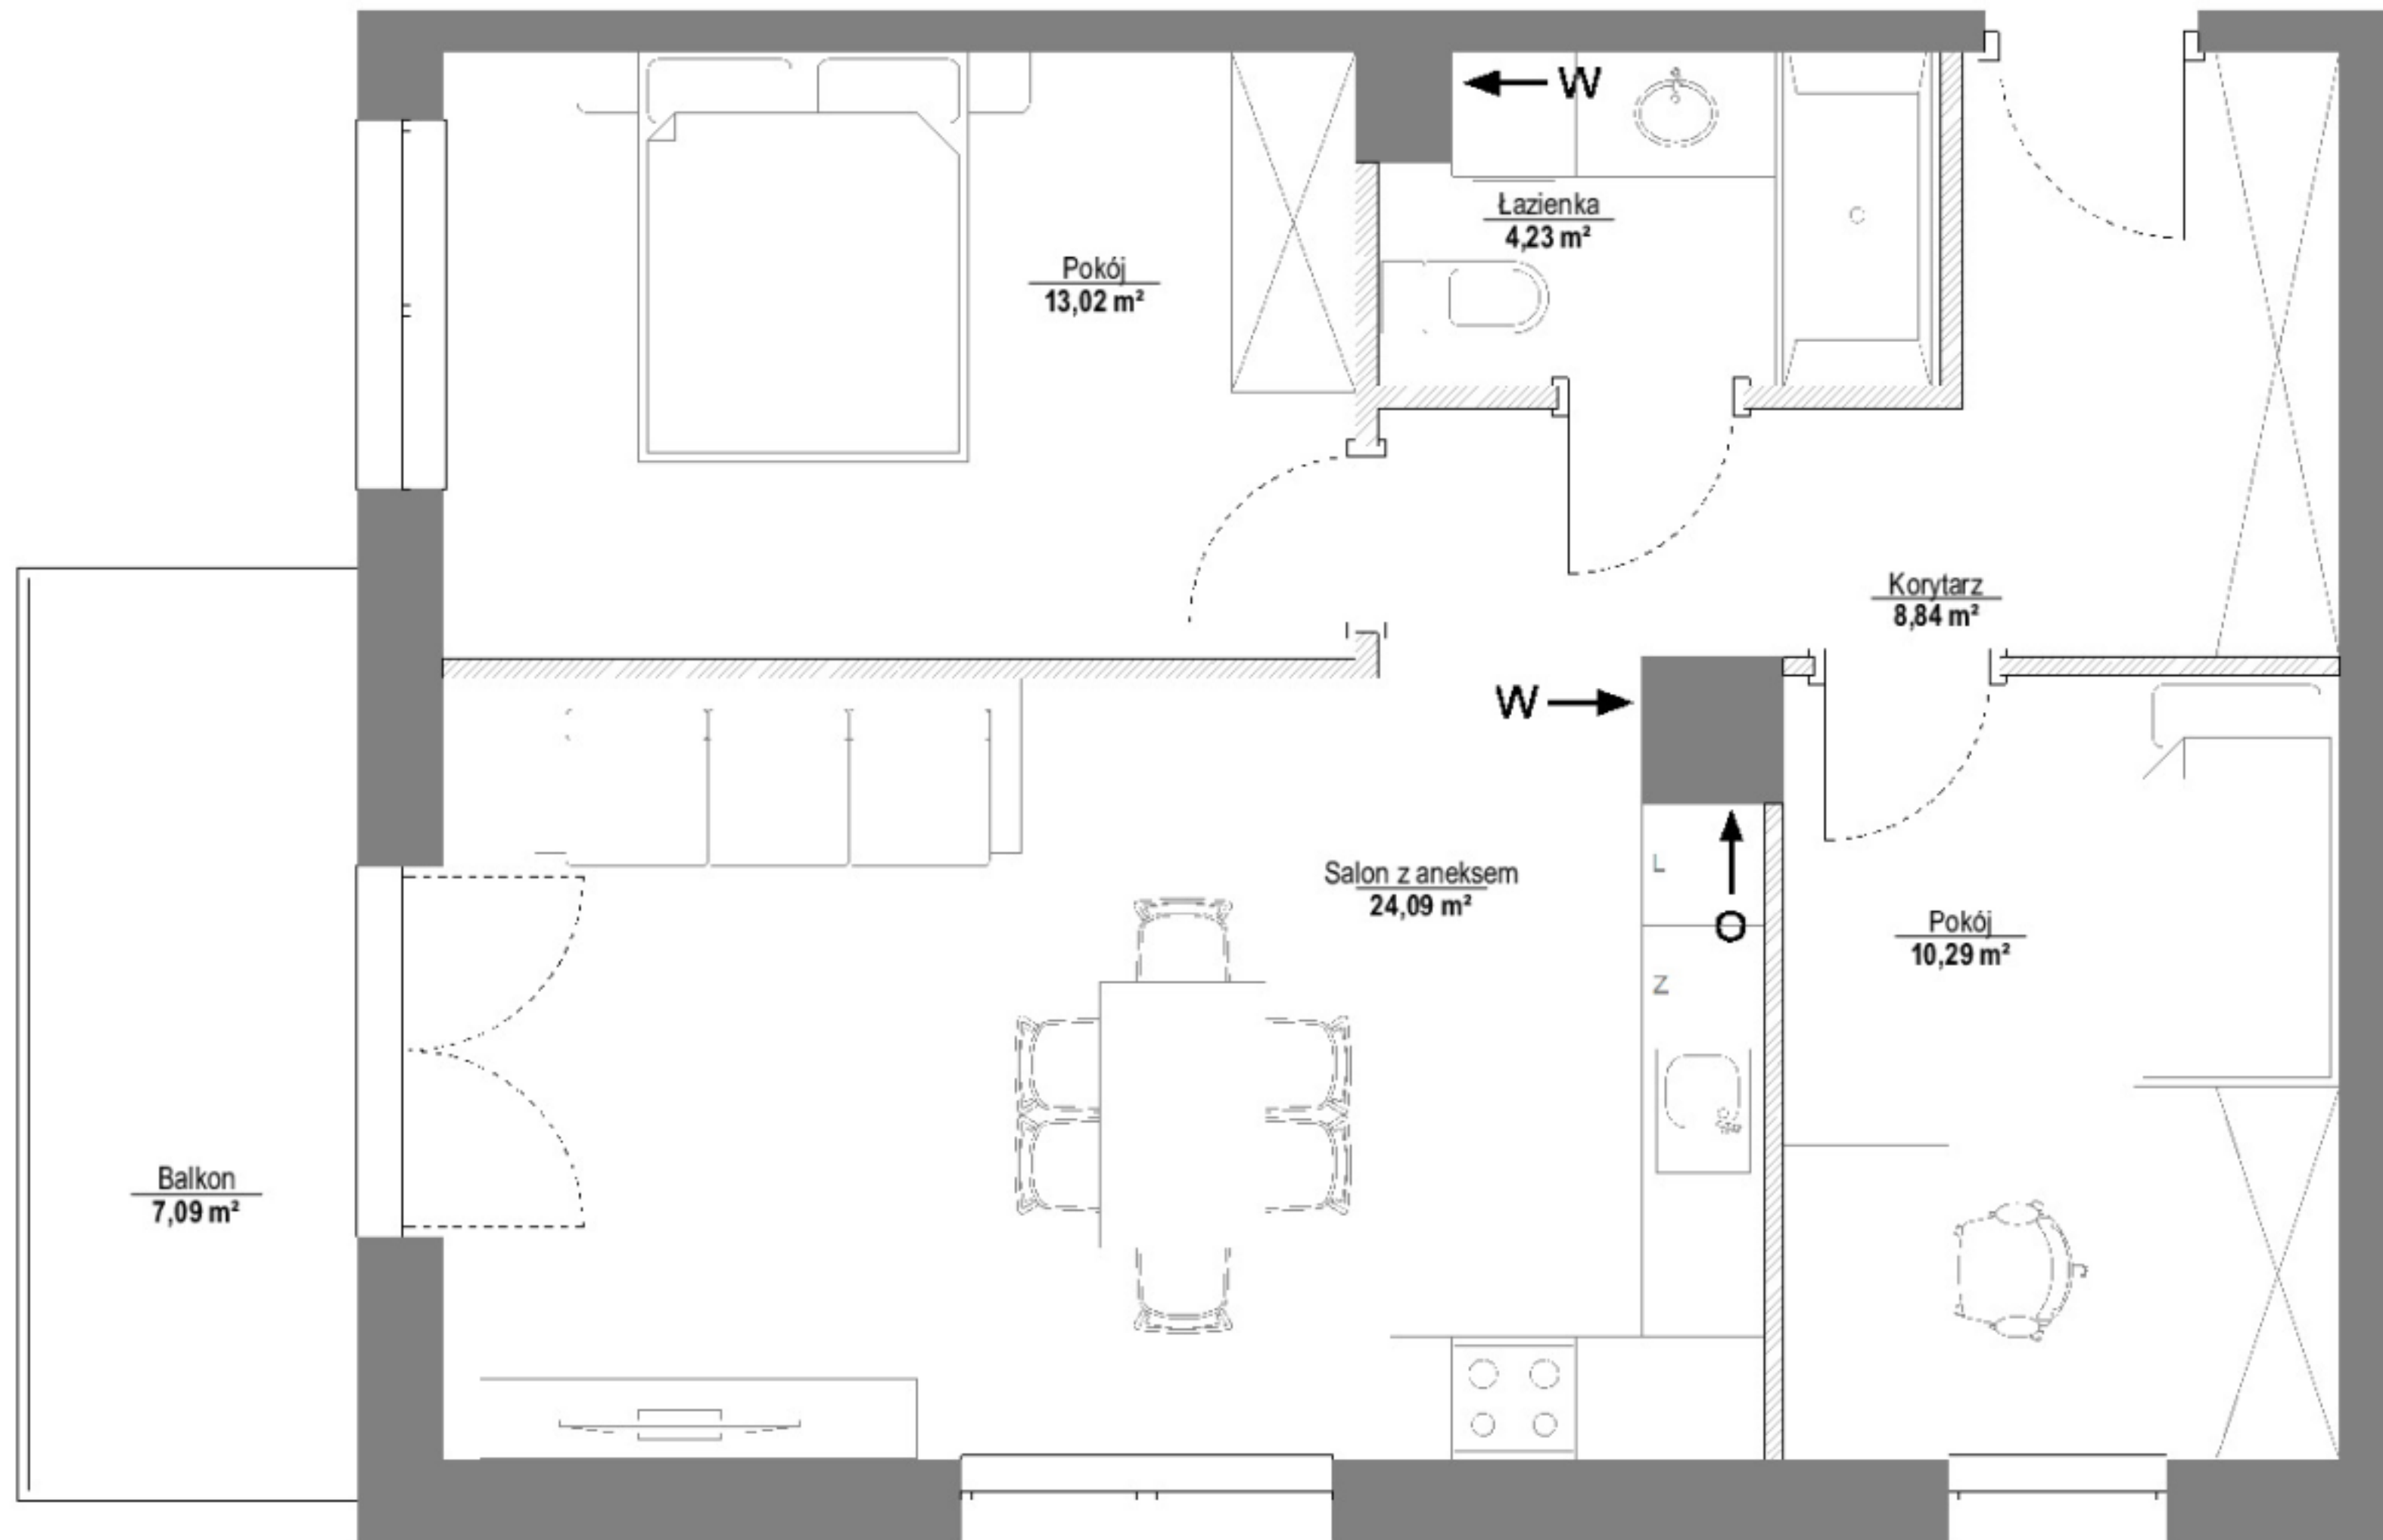 W
Łazienka
4,23 m²
Pokój
13,02 m²
Korytarz
8,84 m²
W
L
O
Salon z aneksem
24,09 m²
Z
Pokój
10,29 m²
Balkon
7,09 m²